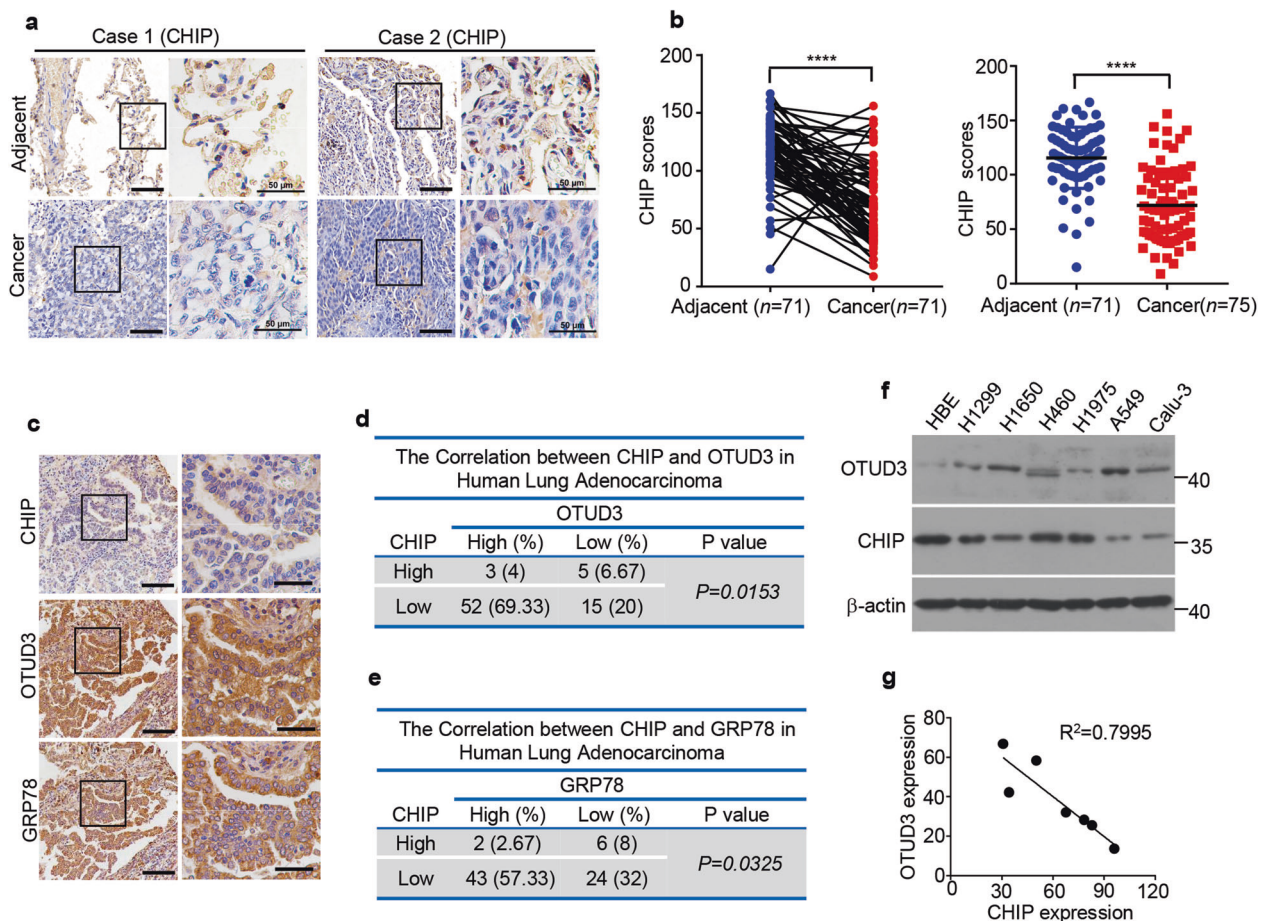 a
Case 1 (CHIP)
Case 2 (CHIP)
Adjacent
50 µm
50 µm
Cancer
50 µm
50 µm
b
200
150
100
50
0
CHIP scores
****
Adjacent (n=71)
Cancer(n=71)
200
150
100
50
0
CHIP scores
****
Adjacent (n=71)
Cancer(n=75)
c
CHIP
OTUD3
GRP78
d
The Correlation between CHIP and OTUD3 in
Human Lung Adenocarcinoma
OTUD3
CHIP High (%) Low (%) P value
High 3 (4) 5 (6.67)
P=0.0153
Low 52 (69.33) 15 (20)
e
The Correlation between CHIP and GRP78 in
Human Lung Adenocarcinoma
GRP78
CHIP High (%) Low (%) P value
High 2 (2.67) 6 (8)
P=0.0325
Low 43 (57.33) 24 (32)
f
HBE H1299 H1650 H460 H1975 A549 Calu-3
OTUD3
40
CHIP
35
β-actin
40
g
R²=0.7995
80
60
40
20
0
OTUD3 expression
0 30 60 90 120
CHIP expression